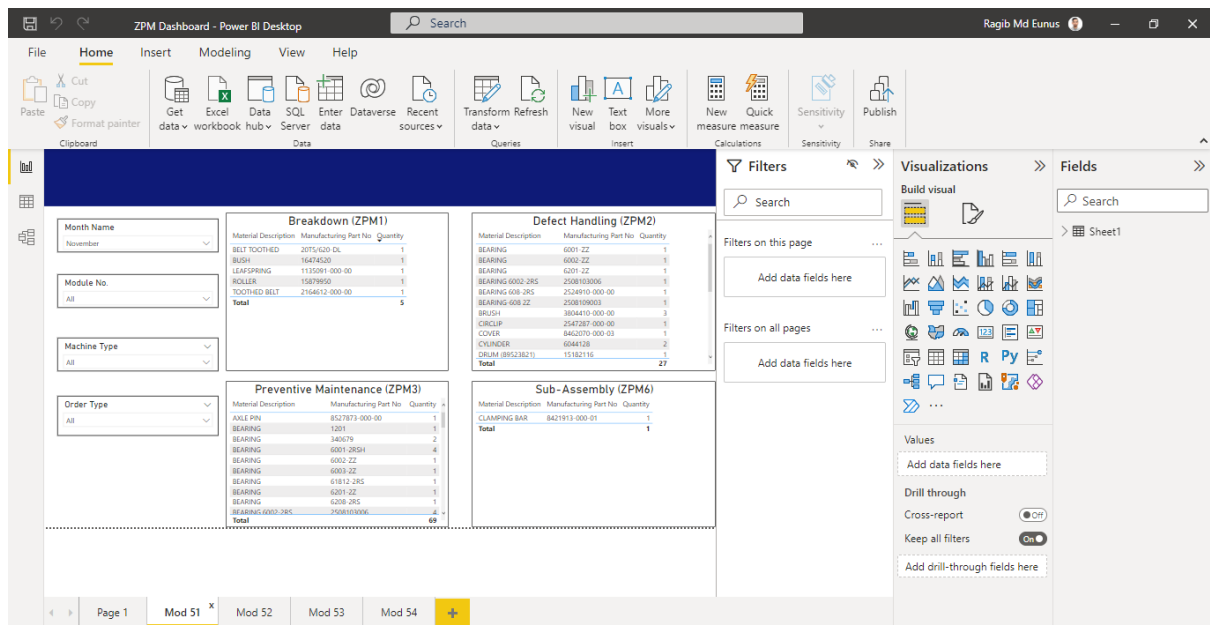 ZPM Dashboard - Power BI Desktop
Search
Ragib Md Eunus
File Home Insert Modeling View Help
Paste
Cut
Copy
Format painter
Clipboard
Get data
Excel workbook
Data hub
SQL Server
Enter data
Dataverse
Recent sources
Data
Transform data
Refresh
Queries
New visual
Text box
More visuals
Insert
New measure
Quick measure
Calculations
Sensitivity
Sensitivity
Publish
Share
Month Name
November
Module No.
All
Machine Type
All
Order Type
All
Breakdown (ZPM1)
Material Description Manufacturing Part No Quantity
BELT TOOTHED 20T5/620-DL 1
BUSH 16474520 1
LEAFSPRING 1135091-000-00 1
ROLLER 15879950 1
TOOTHED BELT 2164612-000-00 1
Total 5
Defect Handling (ZPM2)
Material Description Manufacturing Part No Quantity
BEARING 6001-ZZ 1
BEARING 6002-ZZ 1
BEARING 6201-ZZ 1
BEARING 6002-2RS 2508103006 1
BEARING 608-2RS 2524910-000-00 1
BEARING-608 2Z 2508109003 1
BRUSH 3804410-000-00 3
CIRCLIP 2547287-000-00 1
COVER 8462070-000-03 1
CYLINDER 6044128 2
DRUM (89523821) 15182116 1
Total 27
Preventive Maintenance (ZPM3)
Material Description Manufacturing Part No Quantity
AXLE PIN 8527873-000-00 1
BEARING 1201 1
BEARING 340679 2
BEARING 6001-2RSH 4
BEARING 6002-ZZ 1
BEARING 6003-2Z 1
BEARING 61812-2RS 1
BEARING 6201-2Z 1
BEARING 6208-2RS 1
BEARING 6002-2RS 2508103006 4
Total 69
Sub-Assembly (ZPM6)
Material Description Manufacturing Part No Quantity
CLAMPING BAR 8421913-000-01 1
Total 1
Filters
Search
Filters on this page
Add data fields here
Filters on all pages
Add data fields here
Visualizations
Build visual
123
R Py
Values
Add data fields here
Drill through
Cross-report Off
Keep all filters On
Add drill-through fields here
Fields
Search
Sheet1
Page 1 Mod 51 x Mod 52 Mod 53 Mod 54